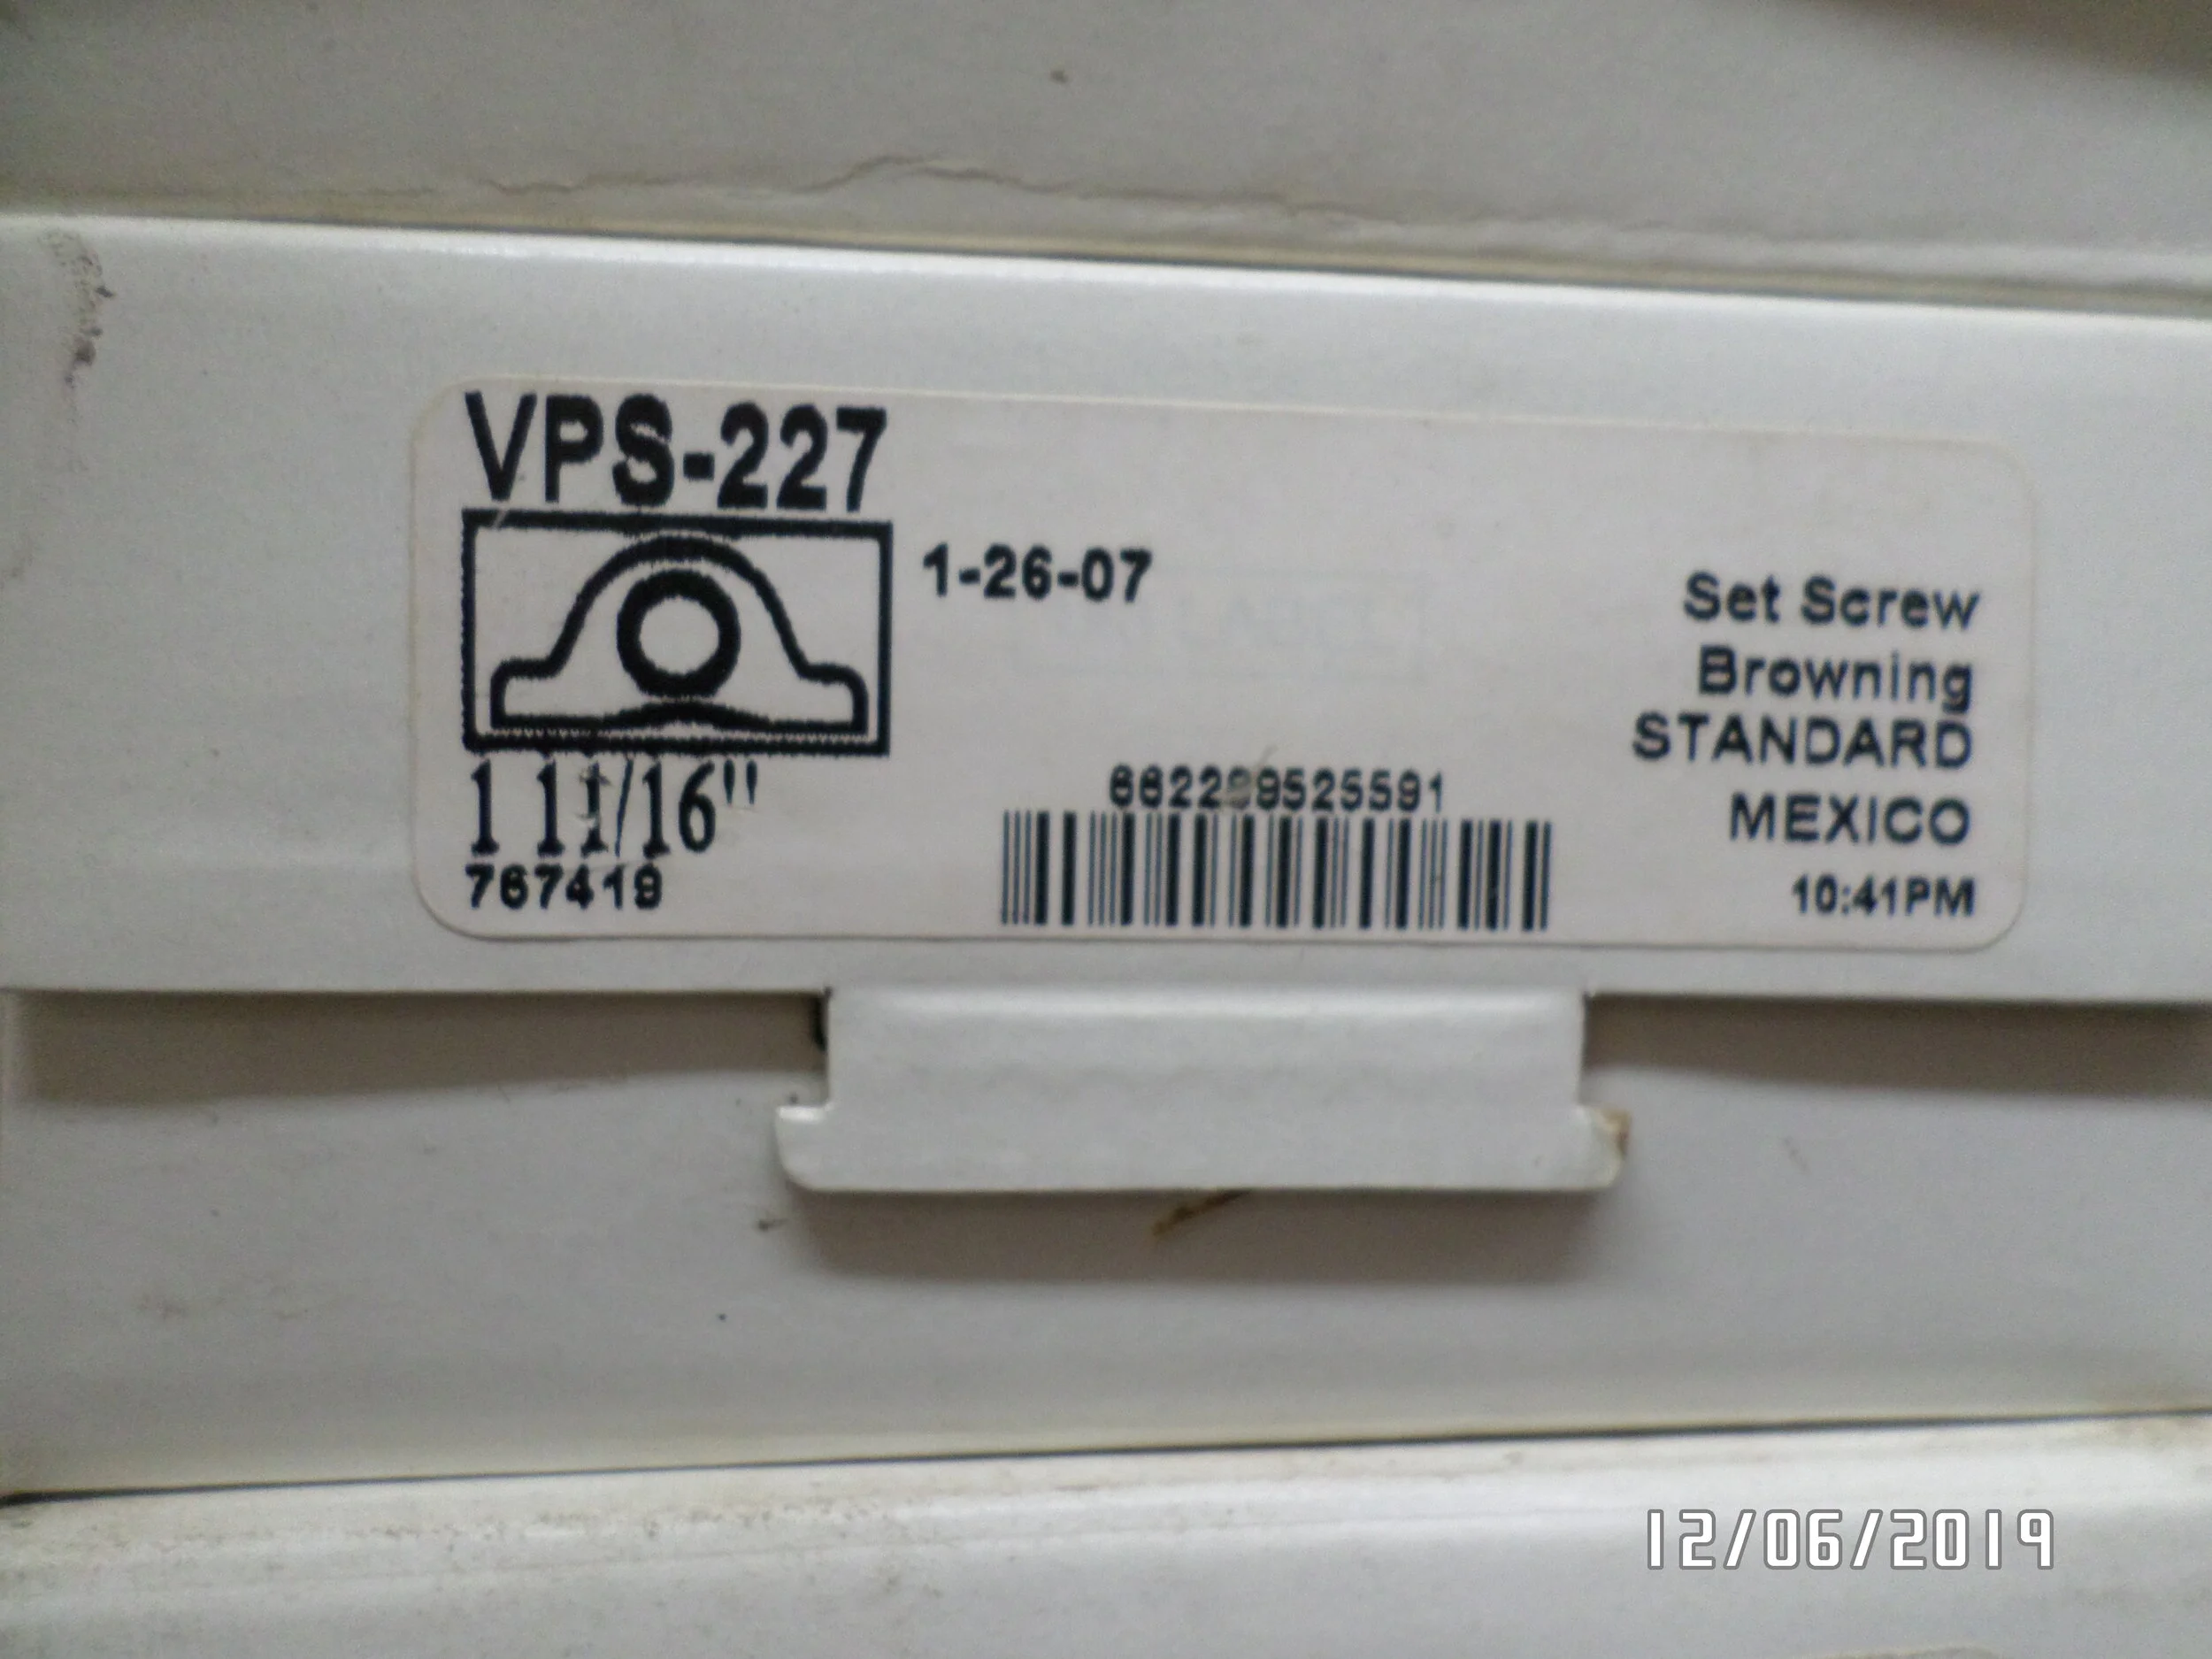 VPS-227
1-26-07
Set Screw
Browning
STANDARD
MEXICO
10:41PM
1 11/16"
767419
12/06/2019